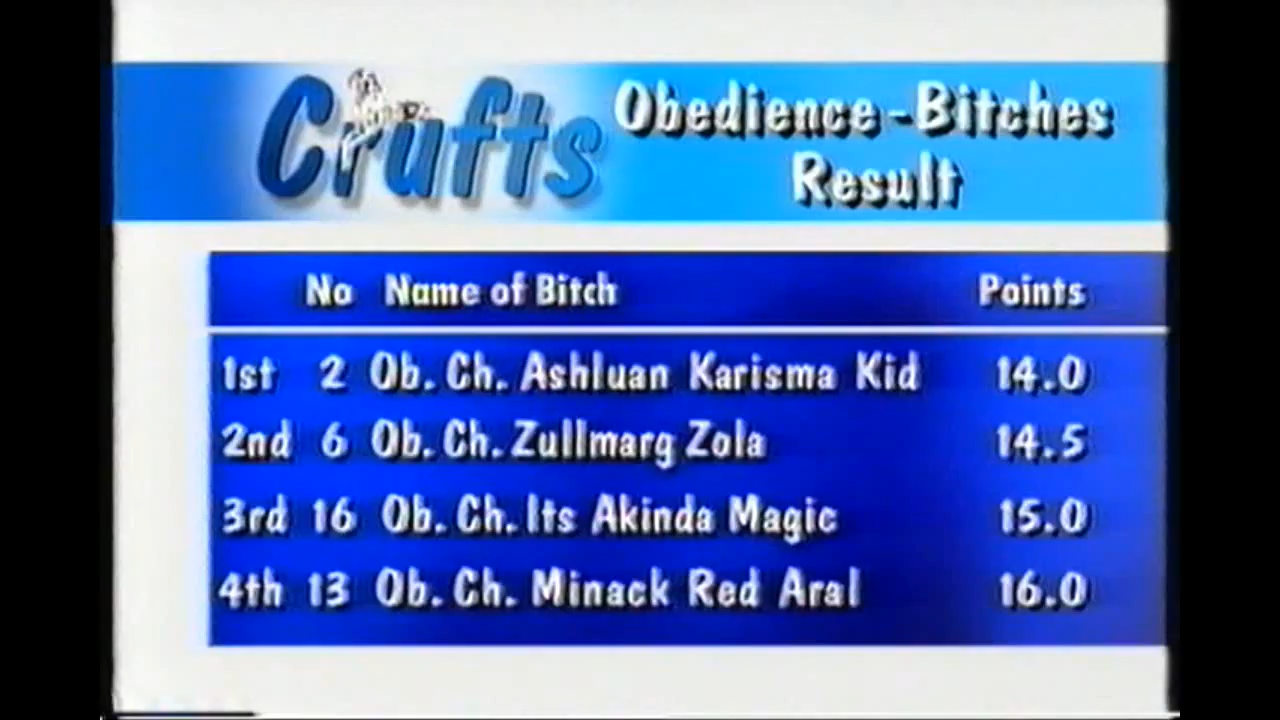 Crufts
Obedience - Bitches
Result
No Name of Bitch Points
1st 2 Ob. Ch. Ashluan Karisma Kid 14.0
2nd 6 Ob. Ch. Zullmarg Zola 14.5
3rd 16 Ob. Ch. Its Akinda Magic 15.0
4th 13 Ob. Ch. Minack Red Aral 16.0